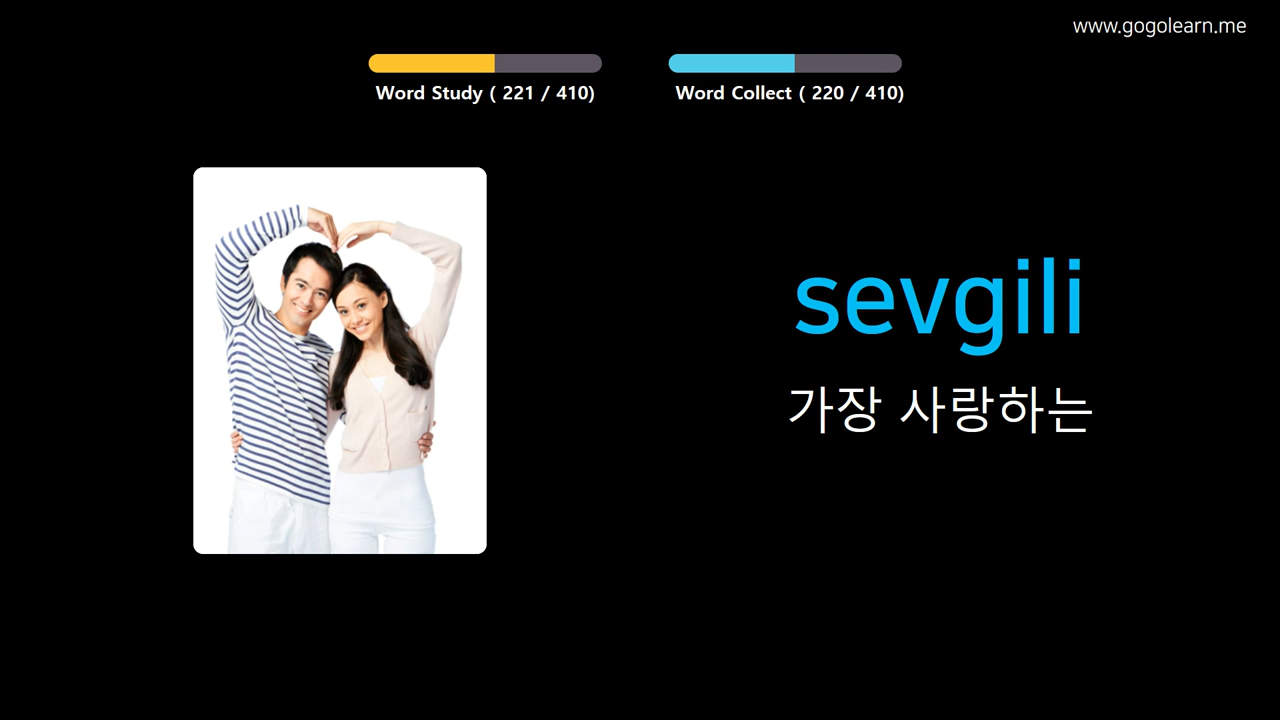 www.gogolearn.me
Word Study ( 221 / 410)
Word Collect ( 220 / 410)
sevgili
가장 사랑하는